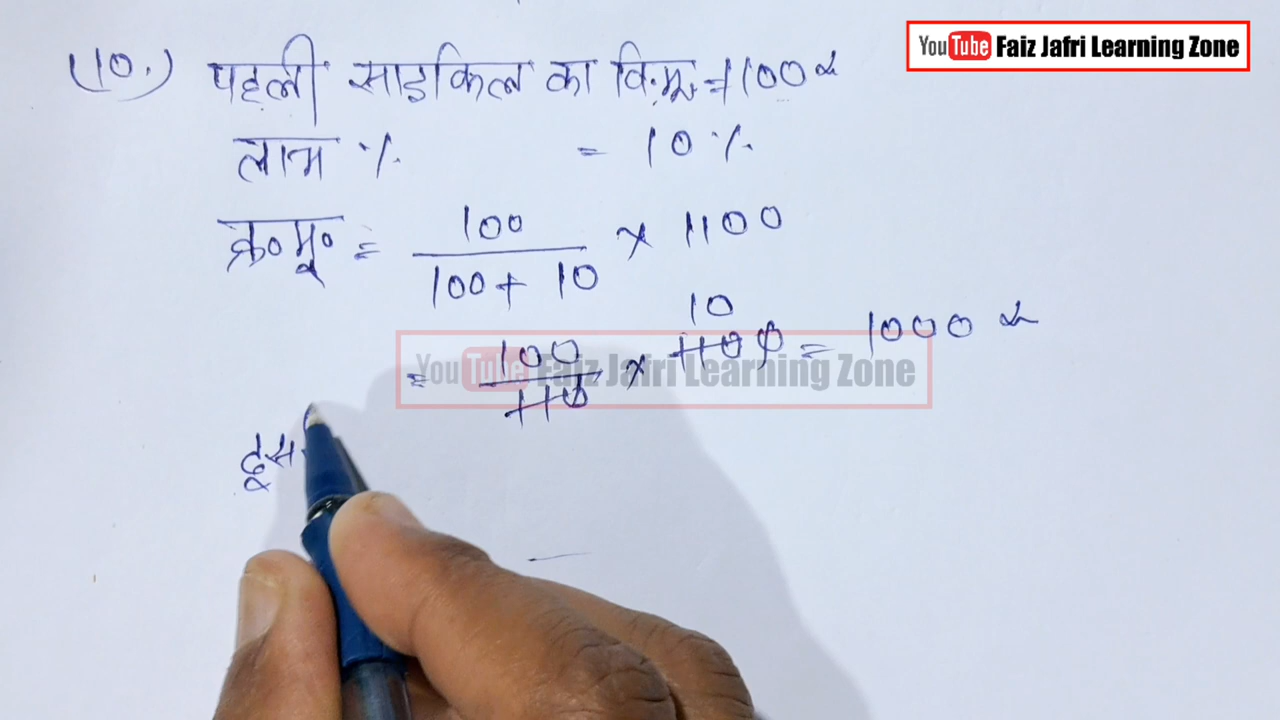 YouTube Faiz Jafri Learning Zone
(10.) पहली साइकिल का वि.मू. = 1100 रु
लाभ % = 10 %
क्र०मू० = 100 / 100 + 10 × 1100
= 100 / 110 × 1100 10 = 1000 रु
YouTube Faiz Jafri Learning Zone
दूस